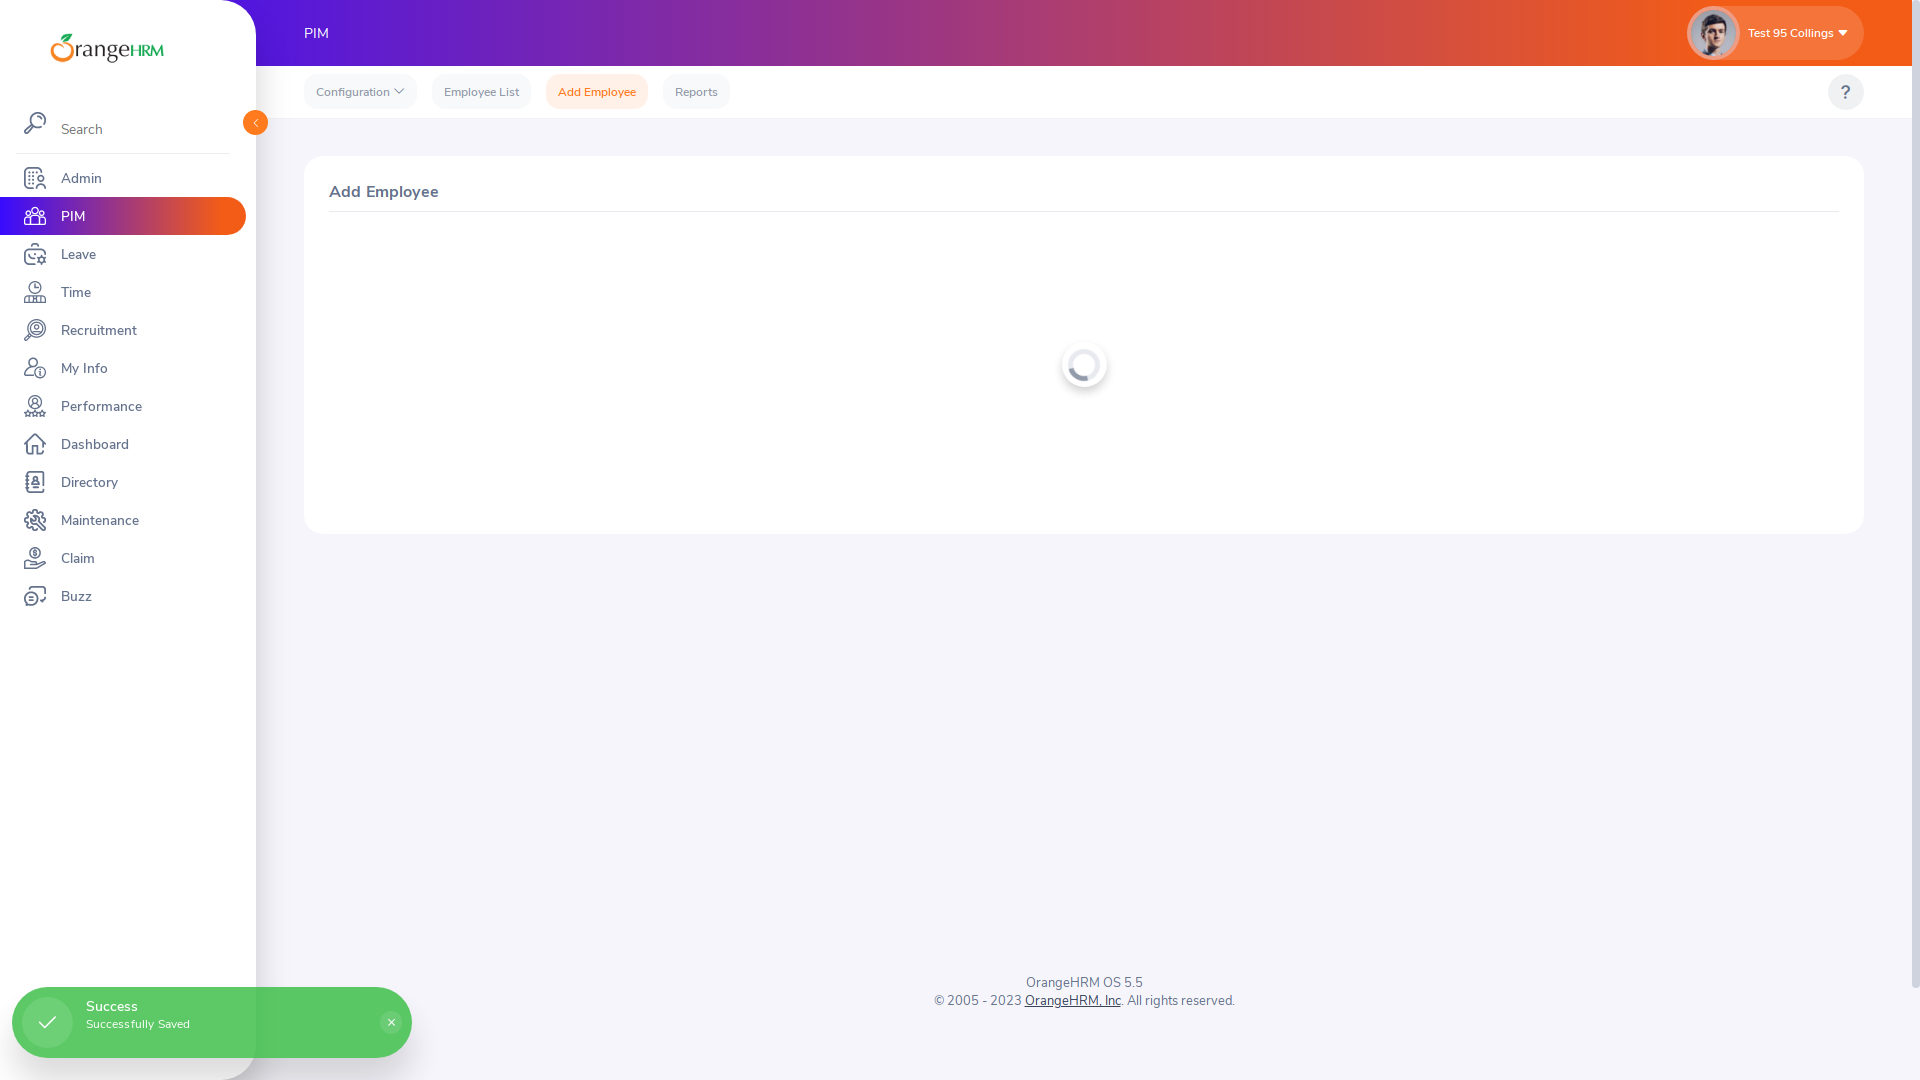 OrangeHRM
PIM
Test 95 Collings
Configuration
Employee List
Add Employee
Reports
?
Search
Admin
PIM
Leave
Time
Recruitment
My Info
Performance
Dashboard
Directory
Maintenance
Claim
Buzz
Add Employee
OrangeHRM OS 5.5
© 2005 - 2023 OrangeHRM, Inc. All rights reserved.
Success
Successfully Saved
×